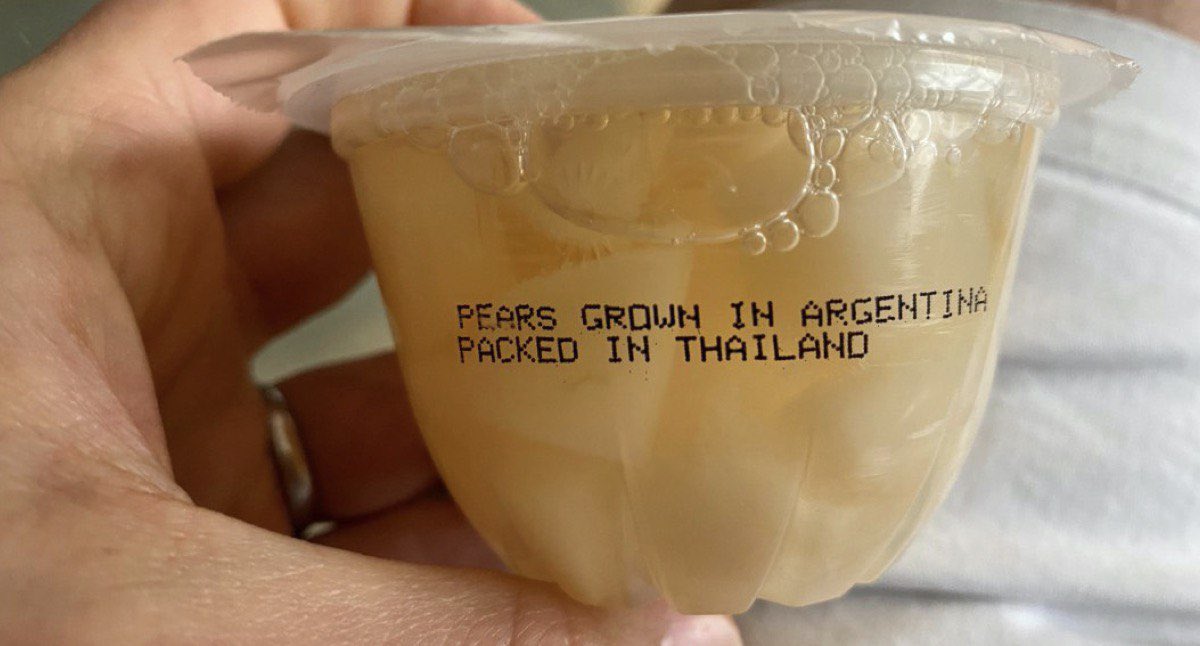 PEARS GROWN IN ARGENTINA
PACKED IN THAILAND